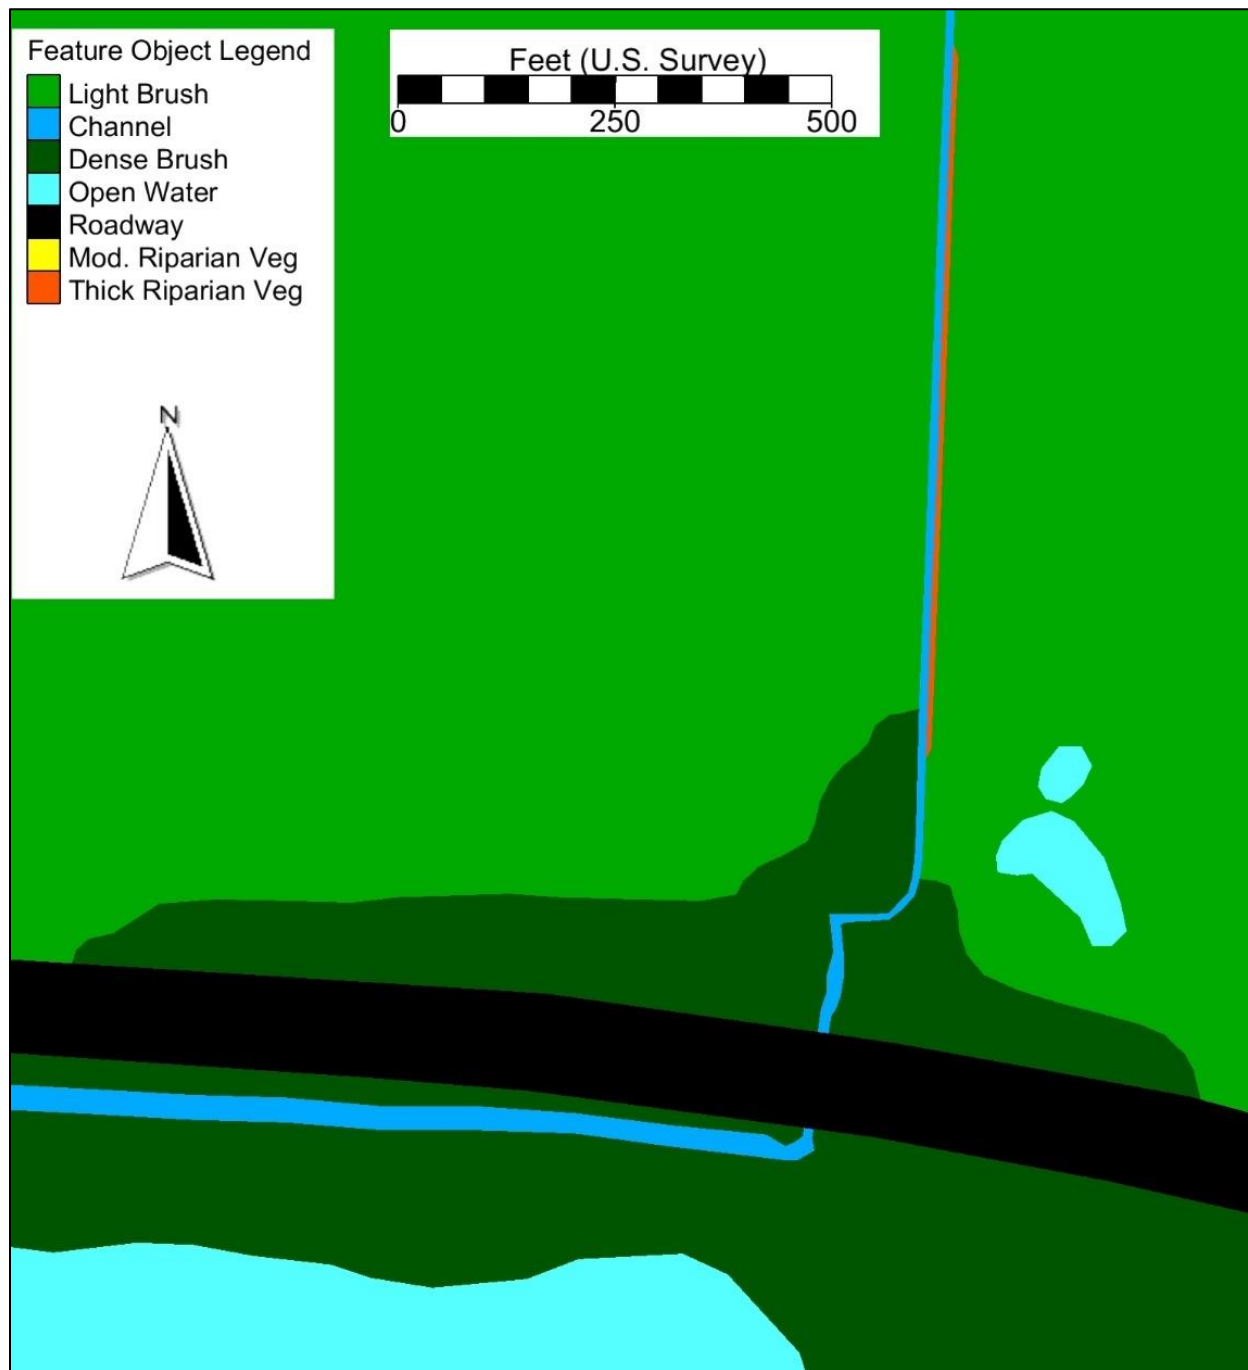 Feature Object Legend
Light Brush
Channel
Dense Brush
Open Water
Roadway
Mod. Riparian Veg
Thick Riparian Veg
N
Feet (U.S. Survey)
0 250 500